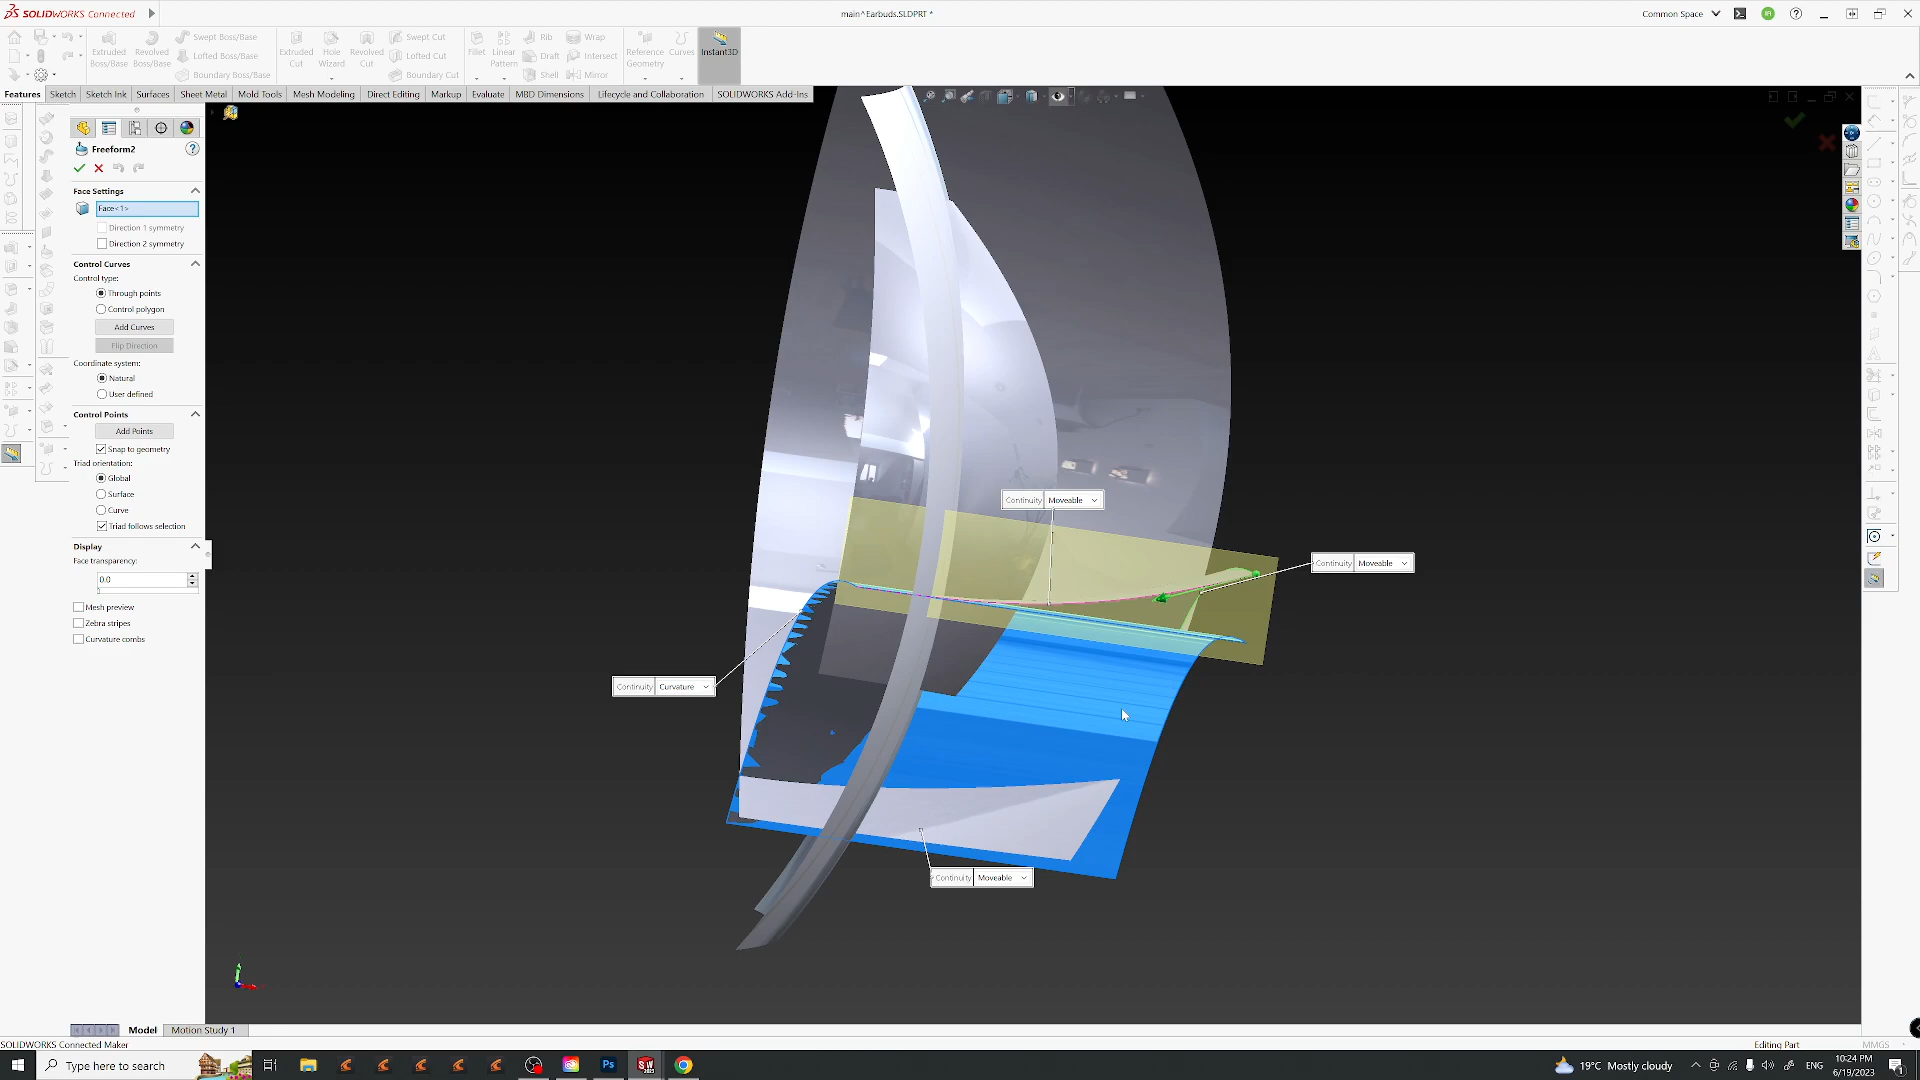 SOLIDWORKS Connected
main^Earbuds.SLDPRT *
Common Space
Extruded Boss/Base
Revolved Boss/Base
Swept Boss/Base
Lofted Boss/Base
Boundary Boss/Base
Extruded Cut
Hole Wizard
Revolved Cut
Swept Cut
Lofted Cut
Boundary Cut
Fillet
Linear Pattern
Rib
Draft
Shell
Wrap
Intersect
Mirror
Reference Geometry
Curves
Instant3D
Features
Sketch
Sketch Ink
Surfaces
Sheet Metal
Mold Tools
Mesh Modeling
Direct Editing
Markup
Evaluate
MBD Dimensions
Lifecycle and Collaboration
SOLIDWORKS Add-Ins
Freeform2
Face Settings
Face<1>
Direction 1 symmetry
Direction 2 symmetry
Control Curves
Control type:
Through points
Control polygon
Add Curves
Flip Direction
Coordinate system:
Natural
User defined
Control Points
Add Points
Snap to geometry
Triad orientation:
Global
Surface
Curve
Triad follows selection
Display
Face transparency:
0.0
Mesh preview
Zebra stripes
Curvature combs
Continuity Moveable
Continuity Moveable
Continuity Curvature
Continuity Moveable
Model
Motion Study 1
SOLIDWORKS Connected Maker
Editing Part
MMGS
Type here to search
Ps
SW
19°C Mostly cloudy
ENG
10:24 PM
6/19/2023